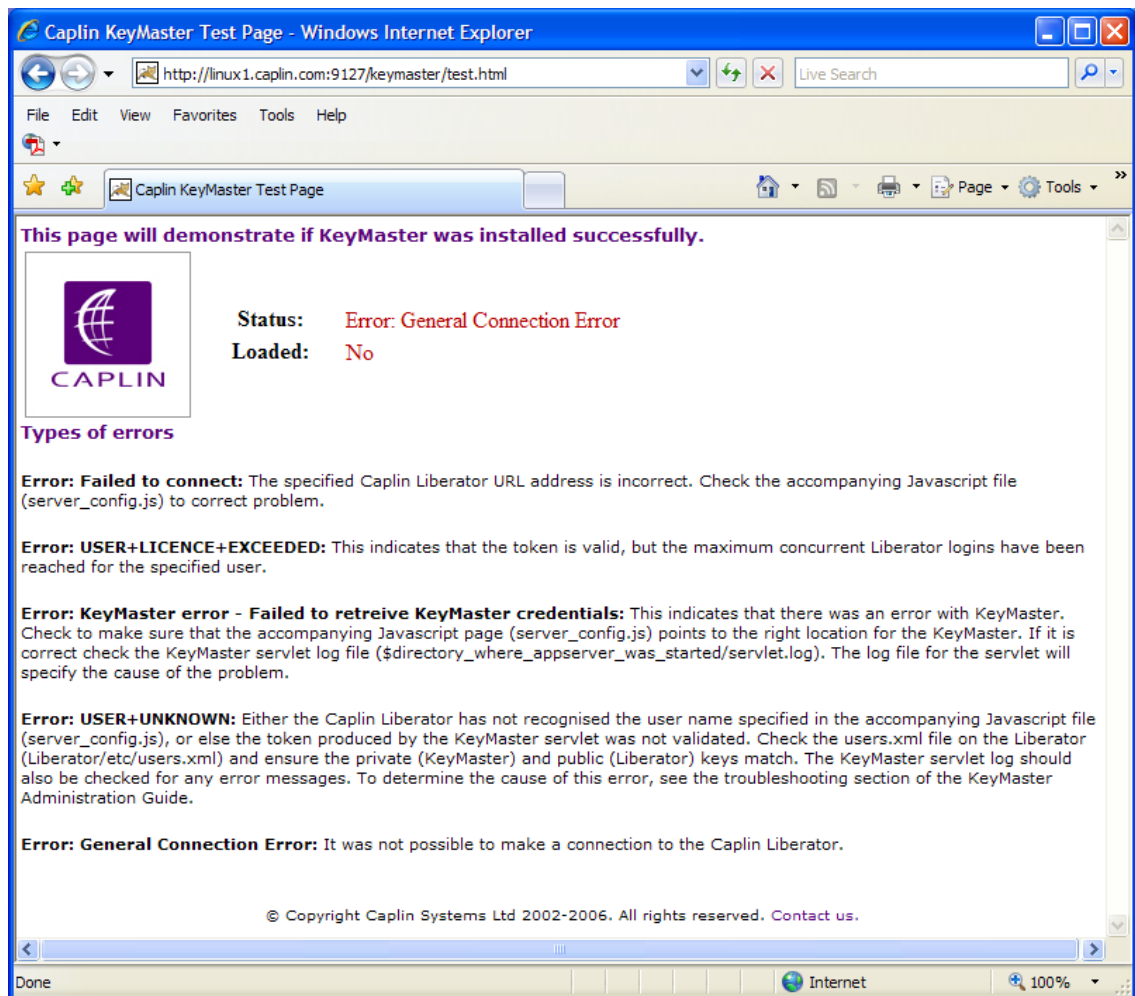 Caplin KeyMaster Test Page - Windows Internet Explorer
http://linux1.caplin.com:9127/keymaster/test.html
Live Search
File Edit View Favorites Tools Help
Caplin KeyMaster Test Page
Page Tools »
This page will demonstrate if KeyMaster was installed successfully.
CAPLIN
Status: Error: General Connection Error
Loaded: No
Types of errors
Error: Failed to connect: The specified Caplin Liberator URL address is incorrect. Check the accompanying Javascript file
(server_config.js) to correct problem.
Error: USER+LICENCE+EXCEEDED: This indicates that the token is valid, but the maximum concurrent Liberator logins have been
reached for the specified user.
Error: KeyMaster error - Failed to retreive KeyMaster credentials: This indicates that there was an error with KeyMaster.
Check to make sure that the accompanying Javascript page (server_config.js) points to the right location for the KeyMaster. If it is
correct check the KeyMaster servlet log file ($directory_where_appserver_was_started/servlet.log). The log file for the servlet will
specify the cause of the problem.
Error: USER+UNKNOWN: Either the Caplin Liberator has not recognised the user name specified in the accompanying Javascript file
(server_config.js), or else the token produced by the KeyMaster servlet was not validated. Check the users.xml file on the Liberator
(Liberator/etc/users.xml) and ensure the private (KeyMaster) and public (Liberator) keys match. The KeyMaster servlet log should
also be checked for any error messages. To determine the cause of this error, see the troubleshooting section of the KeyMaster
Administration Guide.
Error: General Connection Error: It was not possible to make a connection to the Caplin Liberator.
© Copyright Caplin Systems Ltd 2002-2006. All rights reserved. Contact us.
Done Internet 100%